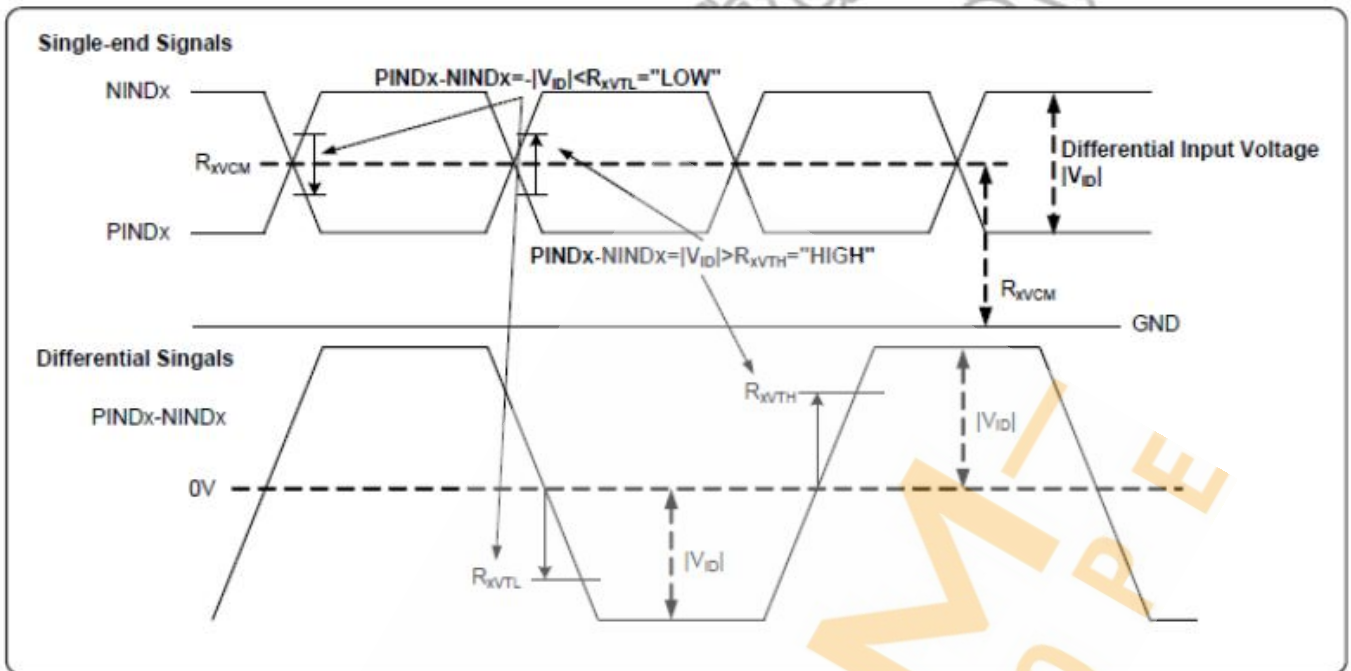 Single-end Signals
PINDx-NINDx=-|VID|<RxVTL="LOW"
NINDx
RxVCM
Differential Input Voltage
|VID|
PINDx
PINDx-NINDx=|VID|>RxVTH="HIGH"
RxVCM
GND
Differential Singals
RxVTH
|VID|
PINDx-NINDx
0V
|VID|
RxVTL